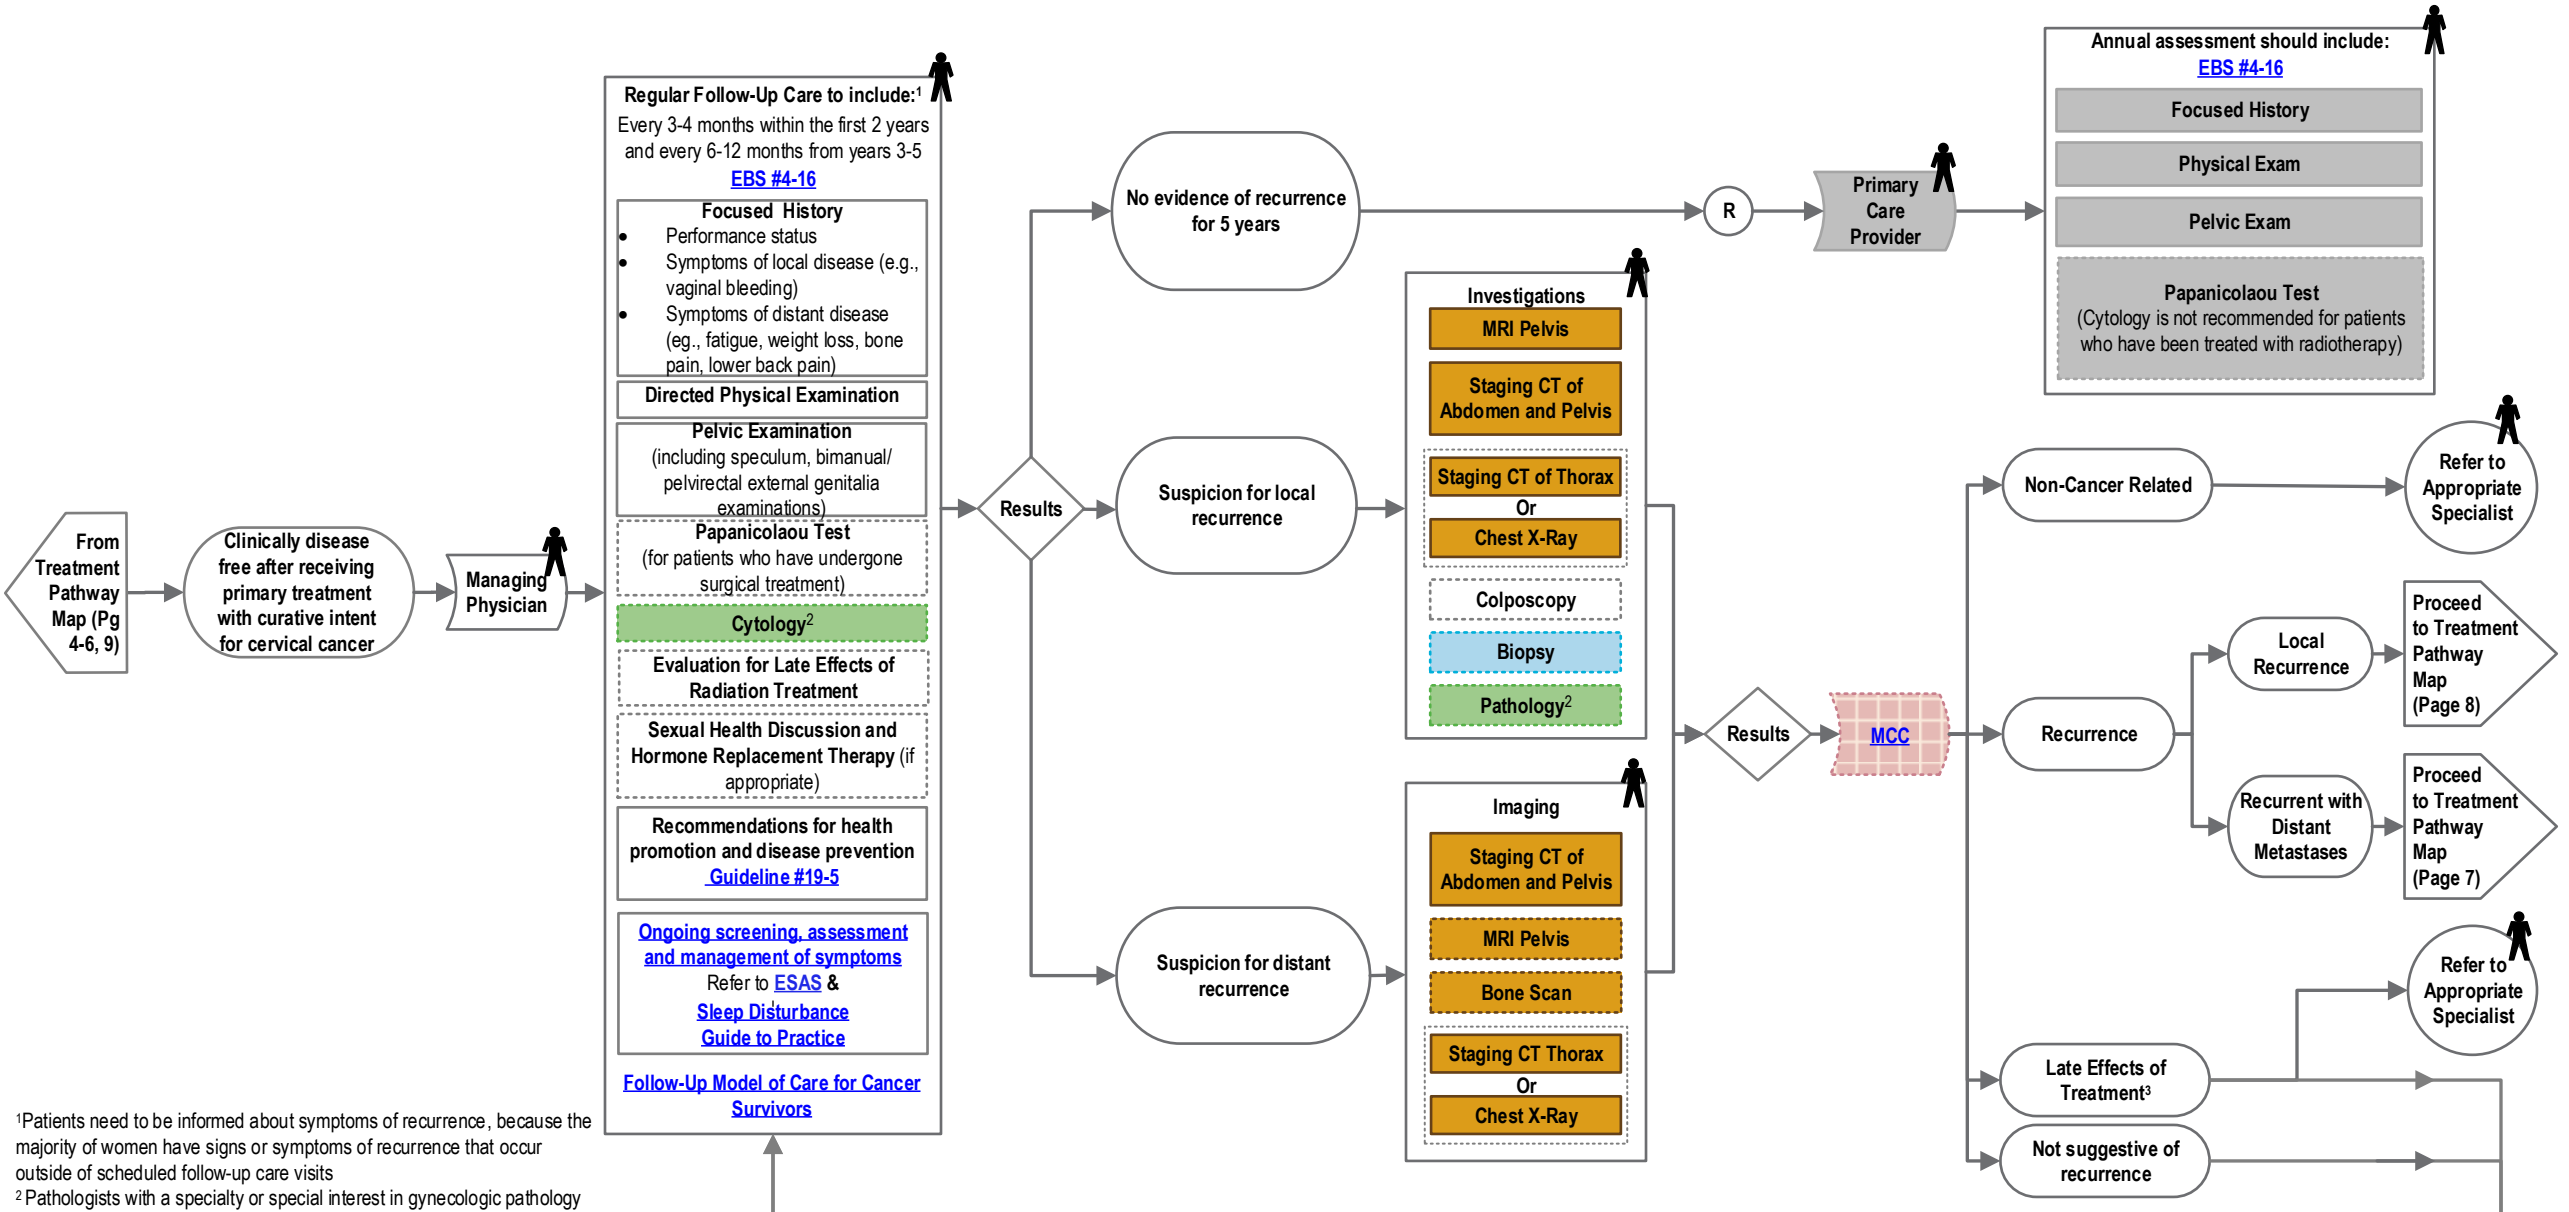 From
Treatment
Pathway
Map (Pg
4-6, 9)
Clinically disease
free after receiving
primary treatment
with curative intent
for cervical cancer
Managing
Physician
Regular Follow-Up Care to include:1
Every 3-4 months within the first 2 years
and every 6-12 months from years 3-5
EBS #4-16
Focused History
• Performance status
• Symptoms of local disease (e.g.,
vaginal bleeding)
• Symptoms of distant disease
(eg., fatigue, weight loss, bone
pain, lower back pain)
Directed Physical Examination
Pelvic Examination
(including speculum, bimanual/
pelvirectal external genitalia
examinations)
Papanicolaou Test
(for patients who have undergone
surgical treatment)
Cytology2
Evaluation for Late Effects of
Radiation Treatment
Sexual Health Discussion and
Hormone Replacement Therapy (if
appropriate)
Recommendations for health
promotion and disease prevention
Guideline #19-5
Ongoing screening, assessment
and management of symptoms
Refer to ESAS &
Sleep Disturbance
Guide to Practice
Follow-Up Model of Care for Cancer
Survivors
Results
No evidence of recurrence
for 5 years
R
Primary
Care
Provider
Annual assessment should include:
EBS #4-16
Focused History
Physical Exam
Pelvic Exam
Papanicolaou Test
(Cytology is not recommended for patients
who have been treated with radiotherapy)
Suspicion for local
recurrence
Investigations
MRI Pelvis
Staging CT of
Abdomen and Pelvis
Staging CT of Thorax
Or
Chest X-Ray
Colposcopy
Biopsy
Pathology2
Suspicion for distant
recurrence
Imaging
Staging CT of
Abdomen and Pelvis
MRI Pelvis
Bone Scan
Staging CT Thorax
Or
Chest X-Ray
Results
MCC
Non-Cancer Related
Refer to
Appropriate
Specialist
Recurrence
Local
Recurrence
Proceed
to Treatment
Pathway
Map
(Page 8)
Recurrent with
Distant
Metastases
Proceed
to Treatment
Pathway
Map
(Page 7)
Late Effects of
Treatment3
Refer to
Appropriate
Specialist
Not suggestive of
recurrence
1Patients need to be informed about symptoms of recurrence, because the
majority of women have signs or symptoms of recurrence that occur
outside of scheduled follow-up care visits
2 Pathologists with a specialty or special interest in gynecologic pathology